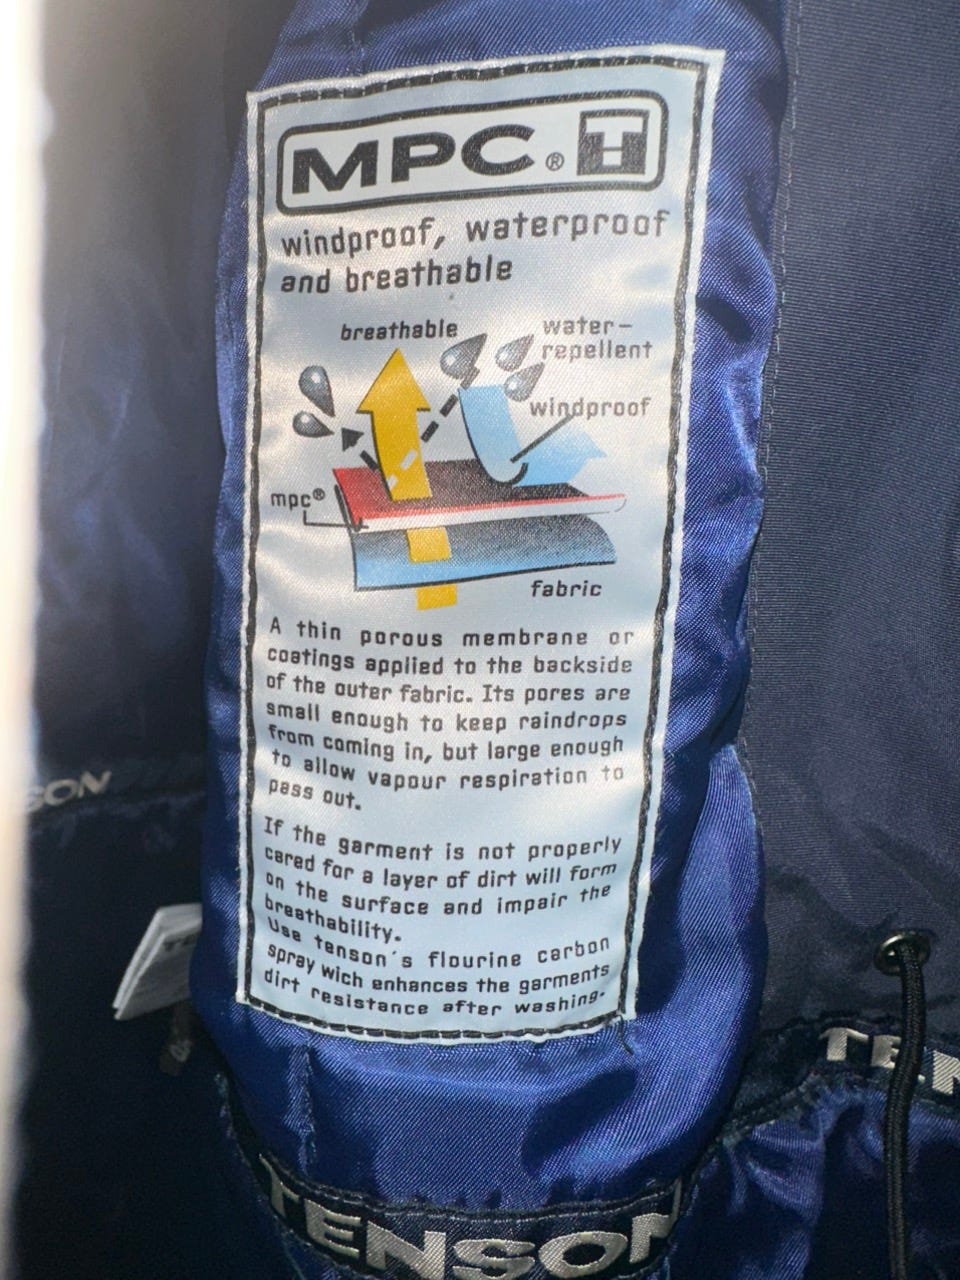 MPC® H
windproof, waterproof
and breathable
breathable
water-
repellent
windproof
mpc®
fabric
A thin porous membrane or
coatings applied to the backside
of the outer fabric. Its pores are
small enough to keep raindrops
from coming in, but large enough
to allow vapour respiration to
pass out.
If the garment is not properly
cared for a layer of dirt will form
on the surface and impair the
breathability.
Use tenson´s flourine carbon
spray wich enhances the garments
dirt resistance after washing.
SON
TEN
TENSON